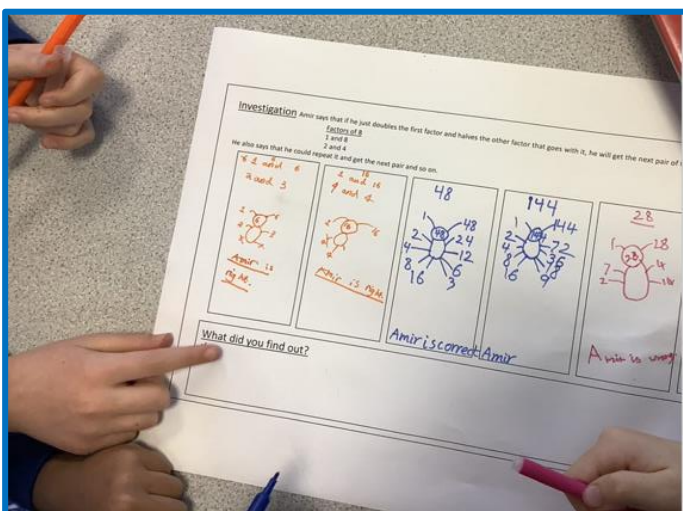 Investigation Amir says that if he just doubles the first factor and halves the other factor that goes with it, he will get the next pair of
Factors of 8
1 and 8
2 and 4
He also says that he could repeat it and get the next pair and so on.
1 and 6
2 and 3
6
Amir is
right.
1 and 16
4 and 4
Amir is right.
48
1 48
2 48 24
4 12
8 6
16 3
Amir is correct
144
1 144
2 72
4 36
8
16 9
Amir
28
1 28
28
7
2 14
Amir is wrong
What did you find out?